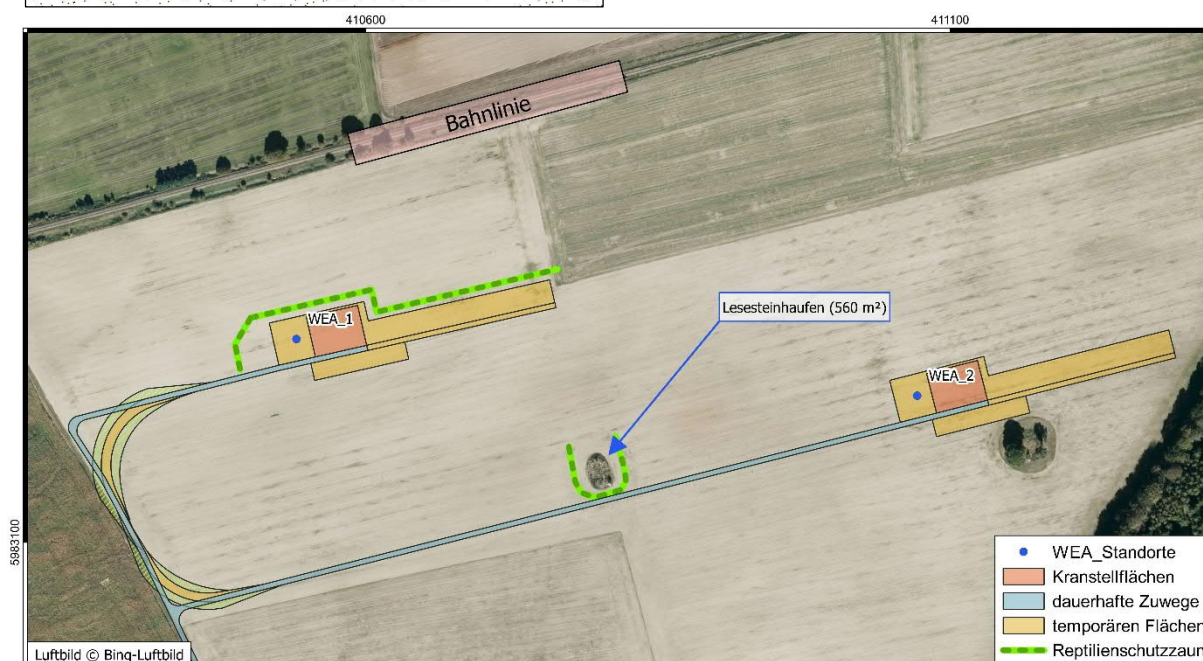 410600
411100
Bahnlinie
WEA_1
Lesesteinhaufen (560 m²)
WEA_2
5983100
WEA_Standorte
Kranstellflächen
dauerhafte Zuwege
temporären Flächen
Reptilienschutzzaun
Luftbild © Bing-Luftbild